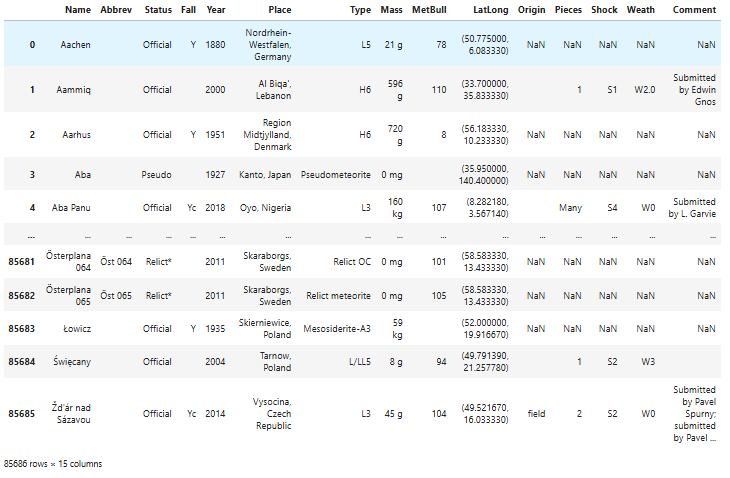 Name Abbrev Status Fall Year Place Type Mass MetBull LatLong Origin Pieces Shock Weath Comment
0 Aachen Official Y 1880 Nordrhein-Westfalen, Germany L5 21 g 78 (50.775000, 6.083330) NaN NaN NaN NaN NaN
1 Aammiq Official 2000 Al Biqa', Lebanon H6 596 g 110 (33.700000, 35.833330) 1 S1 W2.0 Submitted by Edwin Gnos
2 Aarhus Official Y 1951 Region Midtjylland, Denmark H6 720 g 8 (56.183330, 10.233330) NaN NaN NaN NaN NaN
3 Aba Pseudo 1927 Kanto, Japan Pseudometeorite 0 mg (35.950000, 140.400000) NaN NaN NaN NaN NaN
4 Aba Panu Official Yc 2018 Oyo, Nigeria L3 160 kg 107 (8.282180, 3.567140) Many S4 W0 Submitted by L. Garvie
... ... ... ... ... ... ... ... ... ... ... ... ... ... ... ...
85681 Österplana 064 Öst 064 Relict* 2011 Skaraborgs, Sweden Relict OC 0 mg 101 (58.583330, 13.433330) NaN NaN NaN NaN NaN
85682 Österplana 065 Öst 065 Relict* 2011 Skaraborgs, Sweden Relict meteorite 0 mg 105 (58.583330, 13.433330) NaN NaN NaN NaN NaN
85683 Łowicz Official Y 1935 Skierniewice, Poland Mesosiderite-A3 59 kg (52.000000, 19.916670) NaN NaN NaN NaN NaN
85684 Święcany Official 2004 Tarnow, Poland L/LL5 8 g 94 (49.791390, 21.257780) 1 S2 W3
85685 Žd'ár nad Sázavou Official Yc 2014 Vysocina, Czech Republic L3 45 g 104 (49.521670, 16.033330) field 2 S2 W0 Submitted by Pavel Spurny; submitted by Pavel ...
85686 rows × 15 columns